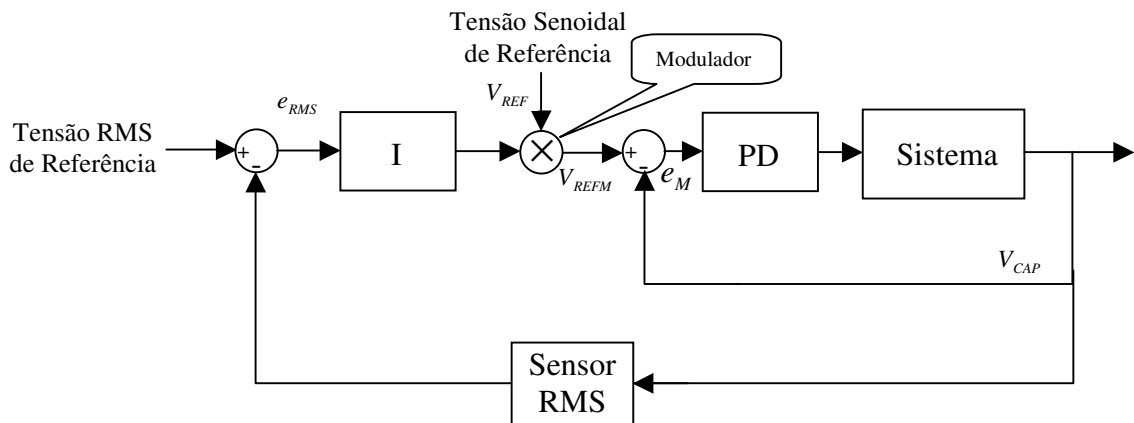 Tensão Senoidal
de Referência
Modulador
V_REF
e_RMS
Tensão RMS
de Referência
+
-
I
×
V_REFM
+
-
e_M
PD
Sistema
V_CAP
Sensor
RMS